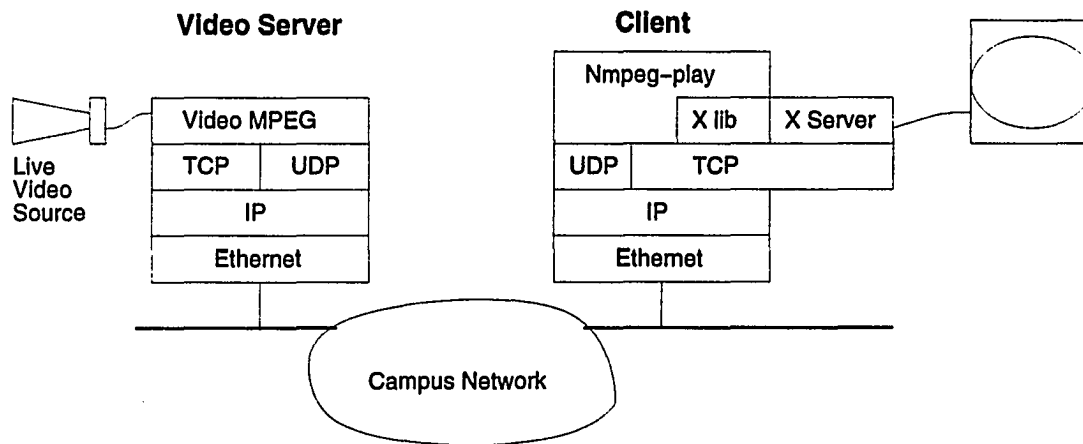 Video Server
Client
Nmpeg-play
Video MPEG
X lib
X Server
Live
Video
Source
TCP
UDP
UDP
TCP
IP
IP
Ethernet
Ethernet
Campus Network